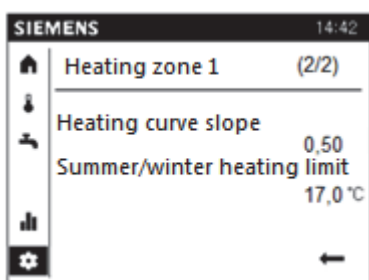 SIEMENS 14:42
Heating zone 1 (2/2)
Heating curve slope
0,50
Summer/winter heating limit
17,0 °C